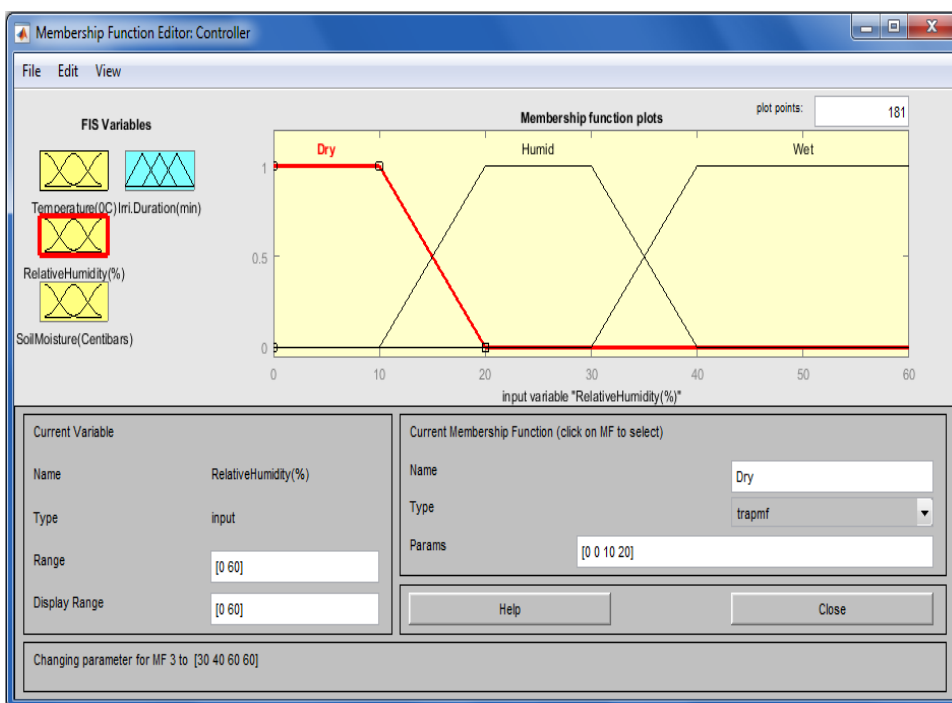 Membership Function Editor: Controller
File Edit View
FIS Variables
Membership function plots
plot points: 181
Temperature(0C) Irri.Duration(min)
RelativeHumidity(%)
SoilMoisture(Centibars)
Dry Humid Wet
1
0.5
0
0 10 20 30 40 50 60
input variable "RelativeHumidity(%)"
Current Variable
Name RelativeHumidity(%)
Type input
Range [0 60]
Display Range [0 60]
Current Membership Function (click on MF to select)
Name Dry
Type trapmf
Params [0 0 10 20]
Help Close
Changing parameter for MF 3 to [30 40 60 60]